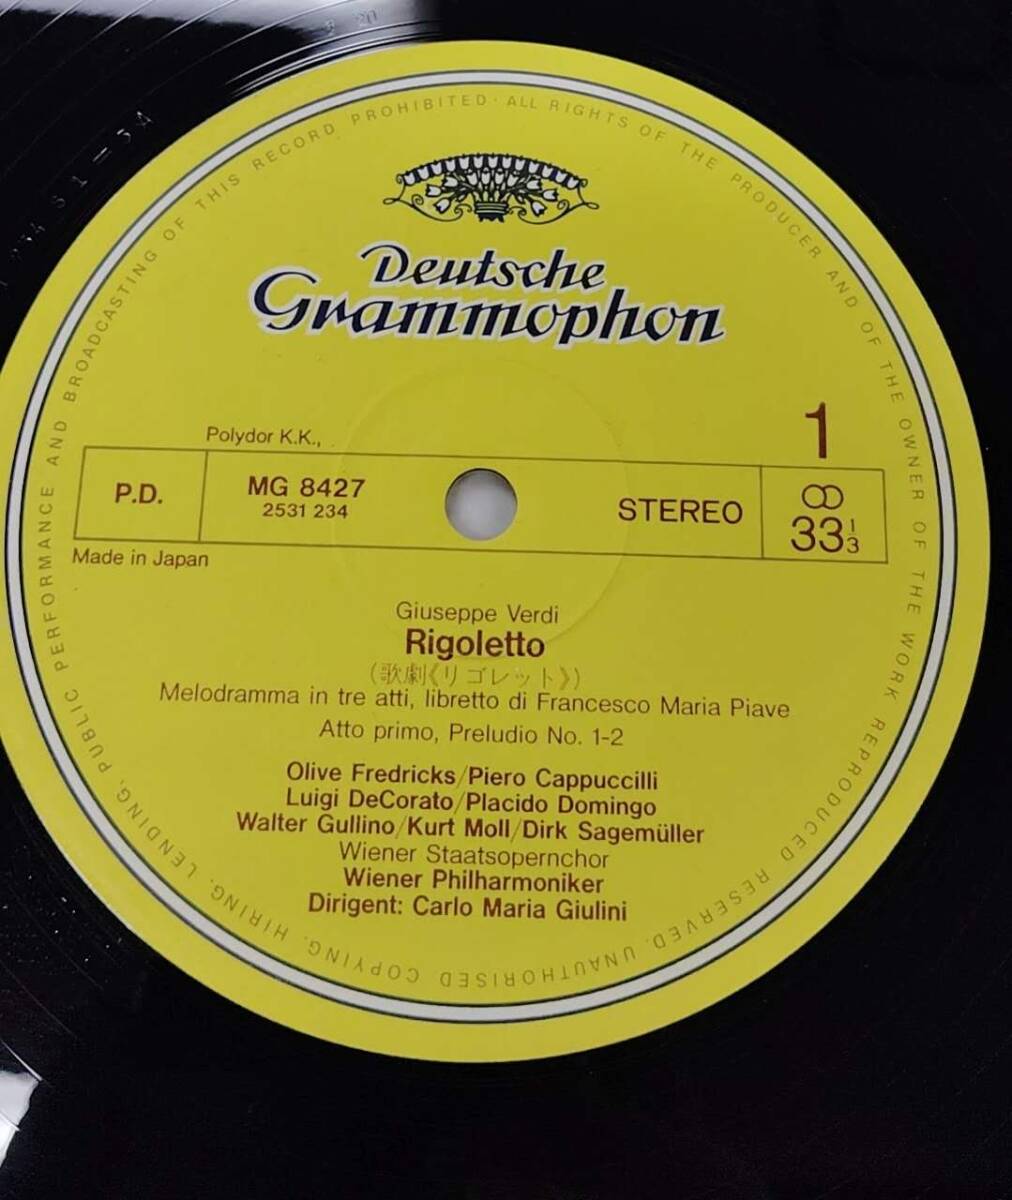 PUBLIC PERFORMANCE AND BROADCASTING OF THIS RECORD PROHIBITED · ALL RIGHTS OF THE PRODUCER AND OF THE OWNER OF THE WORK REPRODUCED RESERVED. UNAUTHORISED COPYING, HIRING, LENDING,
Deutsche
Grammophon
1
Polydor K.K.,
P.D.
MG 8427
2531 234
STEREO
33 1/3
Made in Japan
Giuseppe Verdi
Rigoletto
(歌劇《リゴレット》)
Melodramma in tre atti, libretto di Francesco Maria Piave
Atto primo, Preludio No. 1-2
Olive Fredricks/Piero Cappuccilli
Luigi DeCorato/Placido Domingo
Walter Gullino/Kurt Moll/Dirk Sagemüller
Wiener Staatsopernchor
Wiener Philharmoniker
Dirigent: Carlo Maria Giulini